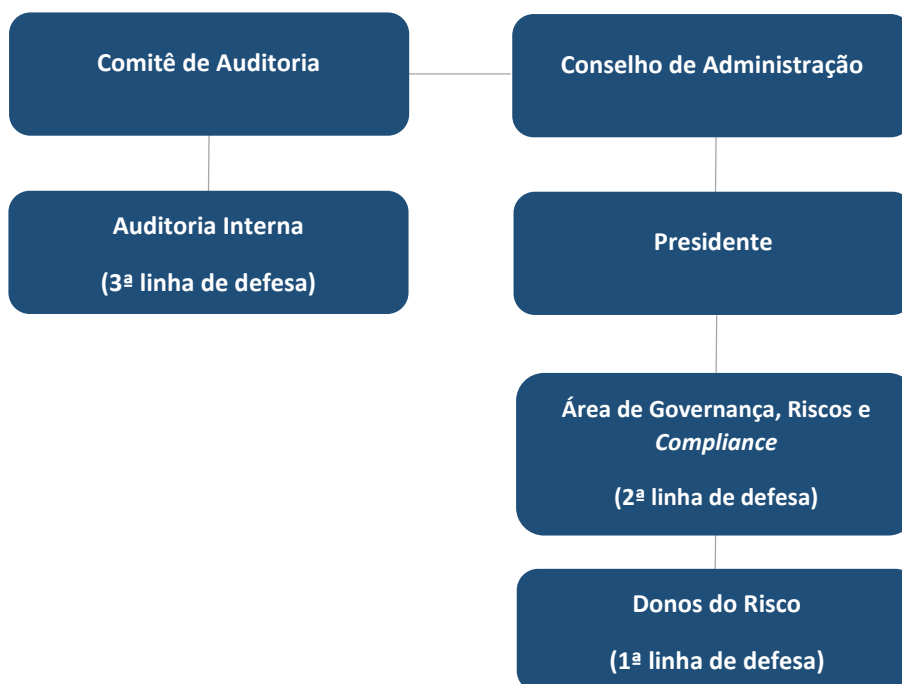 Comitê de Auditoria
Conselho de Administração
Auditoria Interna
(3ª linha de defesa)
Presidente
Área de Governança, Riscos e
Compliance
(2ª linha de defesa)
Donos do Risco
(1ª linha de defesa)